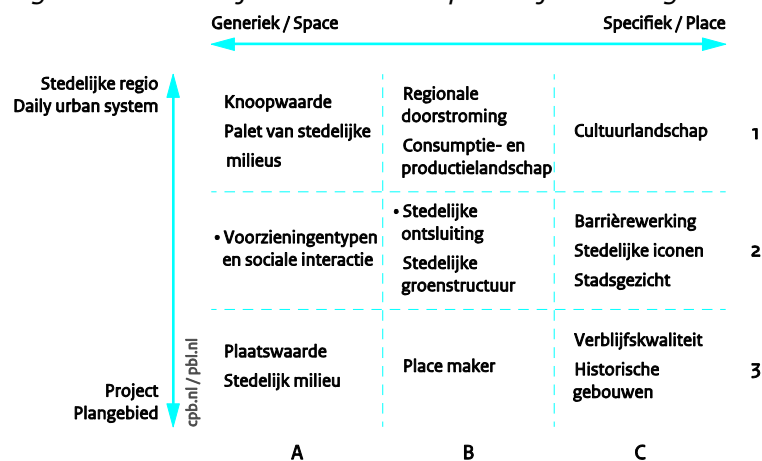 Generiek / Space
Specifiek / Place
Stedelijke regio
Daily urban system
Knoopwaarde
Palet van stedelijke
milieus
Regionale
doorstroming
Consumptie- en
productielandschap
Cultuurlandschap
1
• Voorzieningentypen
en sociale interactie
• Stedelijke
ontsluiting
Stedelijke
groenstructuur
Barrièrewerking
Stedelijke iconen
Stadsgezicht
2
Plaatswaarde
Stedelijk milieu
Place maker
Verblijfskwaliteit
Historische
gebouwen
3
Project
Plangebied
cpb.nl / pbl.nl
A
B
C